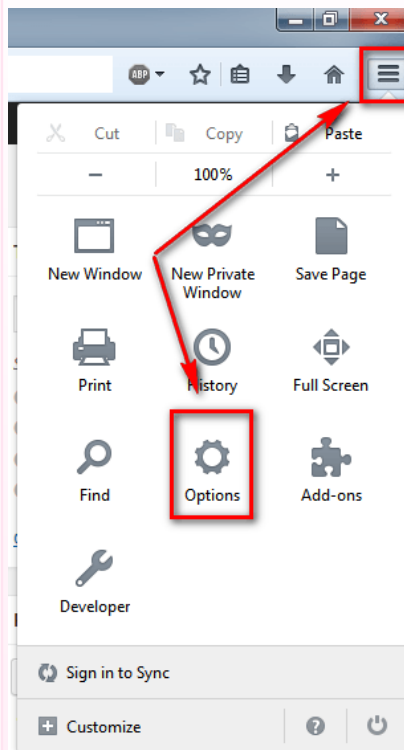 ABP
Cut Copy Paste
− 100% +
New Window New Private Window Save Page
Print History Full Screen
Find Options Add-ons
Developer
Sign in to Sync
Customize